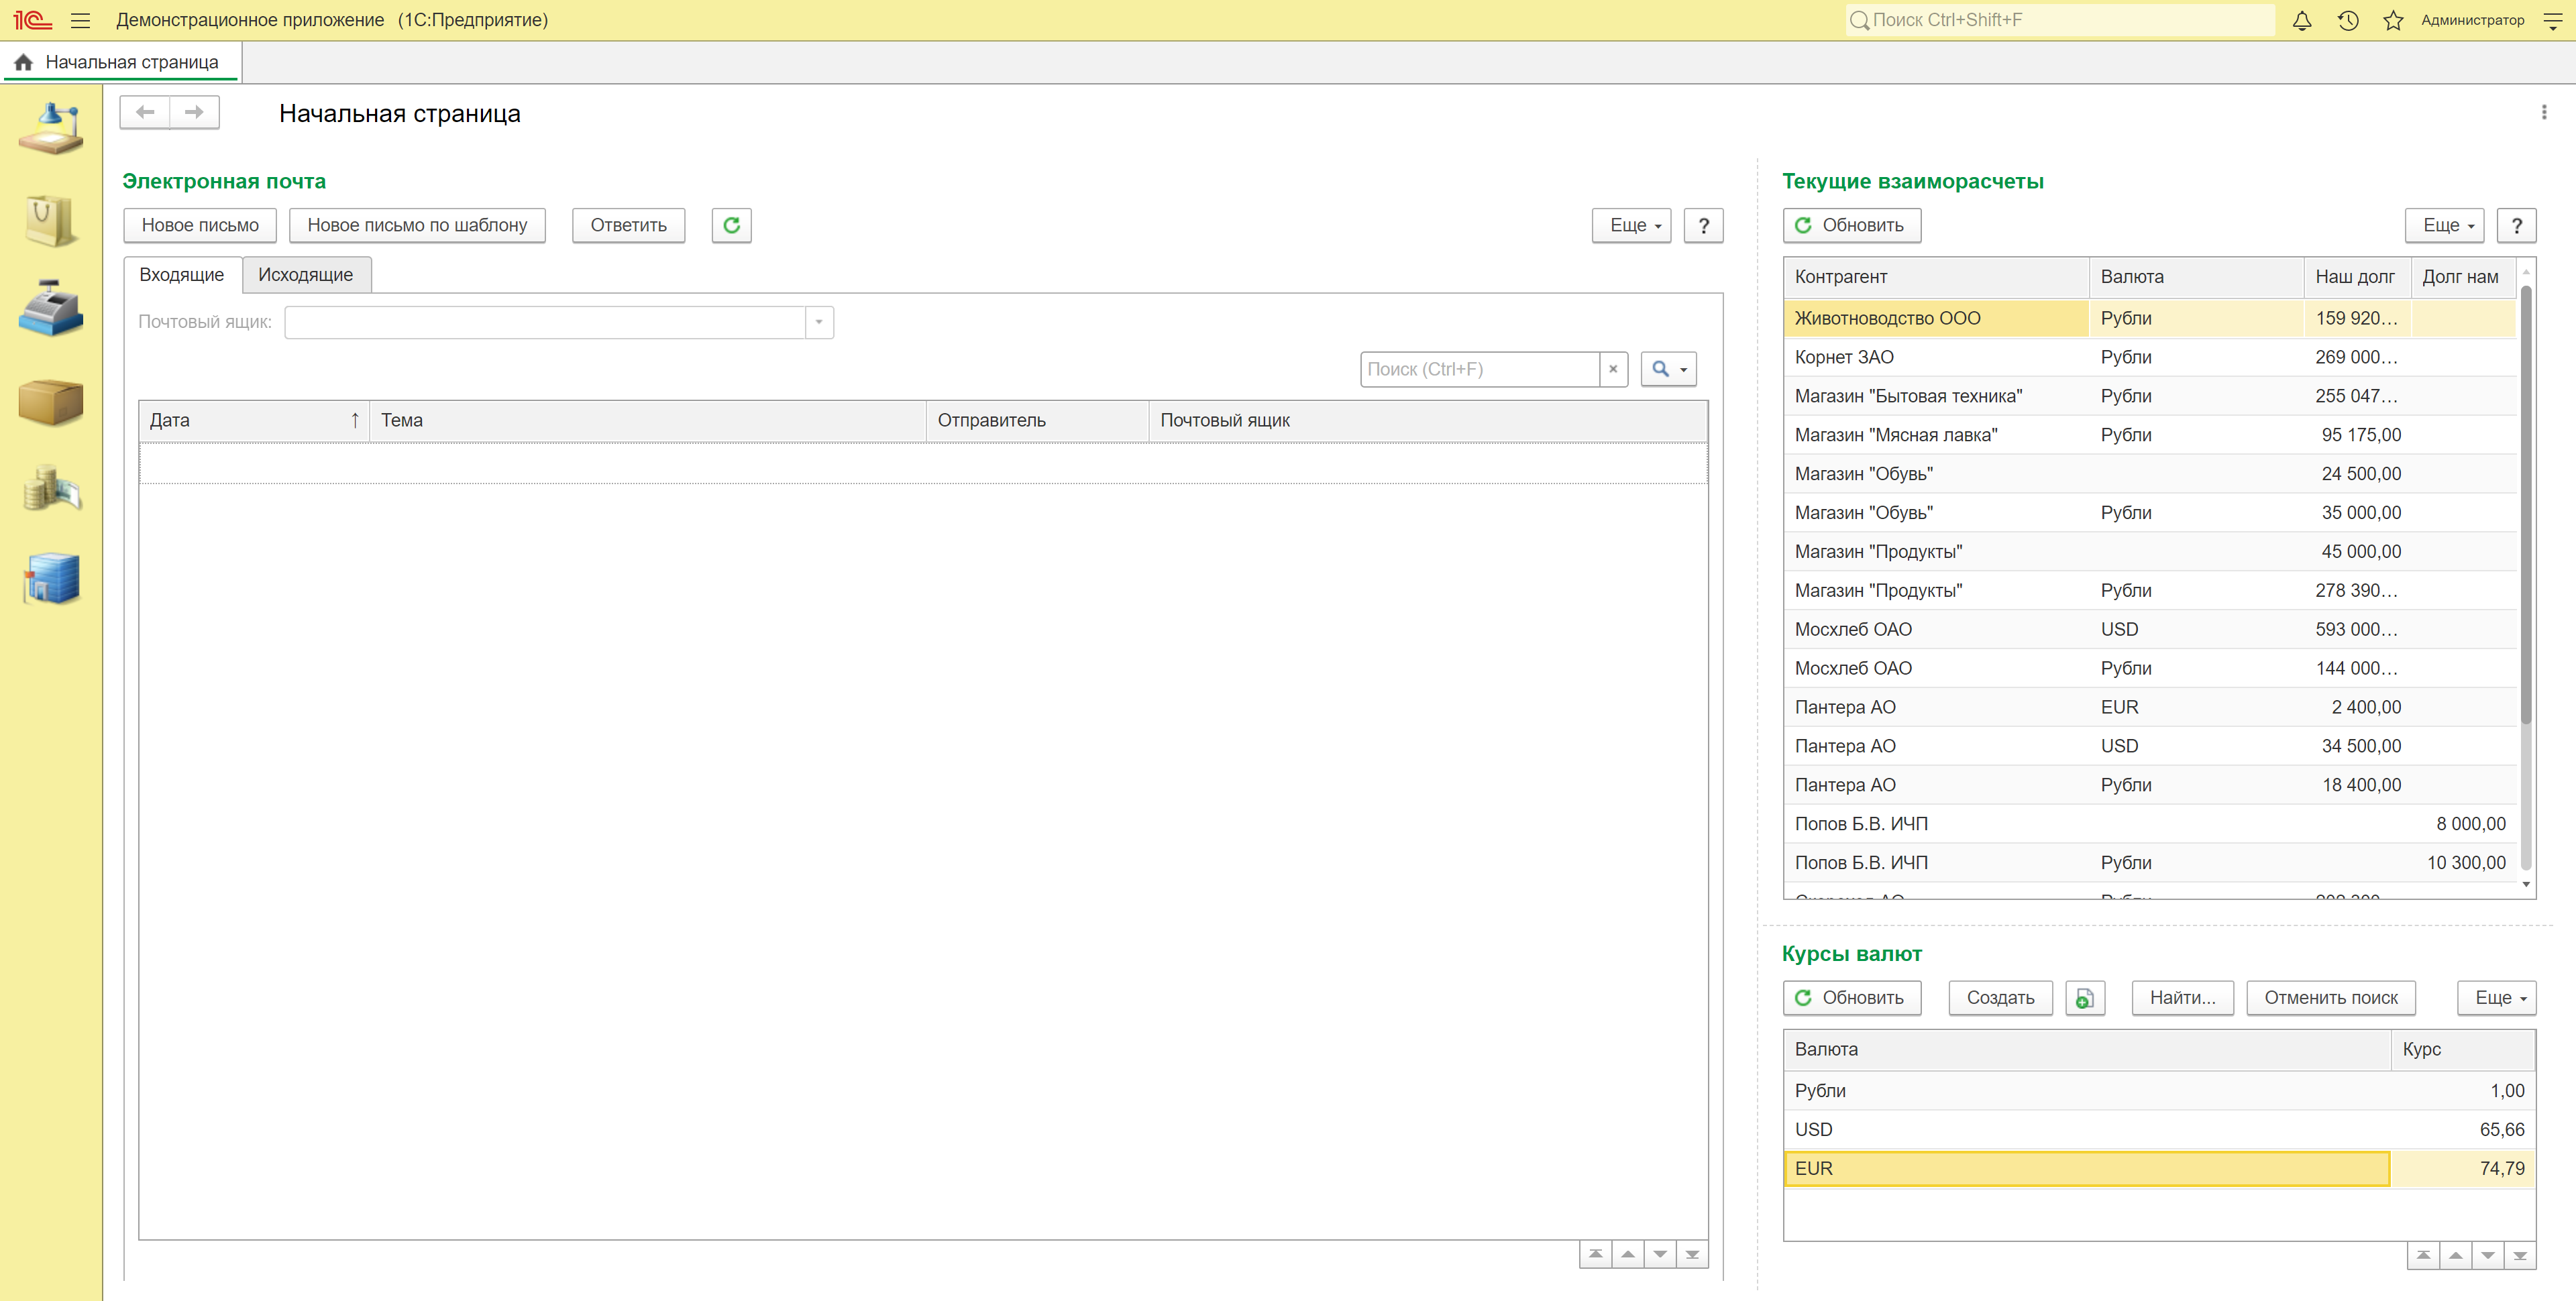 1С Демонстрационное приложение (1С:Предприятие) Поиск Ctrl+Shift+F Администратор
Начальная страница
Начальная страница
Электронная почта
Новое письмо Новое письмо по шаблону Ответить Еще ?
Входящие Исходящие
Почтовый ящик:
Поиск (Ctrl+F) ×
Дата ↑ Тема Отправитель Почтовый ящик
Текущие взаиморасчеты
Обновить Еще ?
Контрагент Валюта Наш долг Долг нам
Животноводство ООО Рубли 159 920...
Корнет ЗАО Рубли 269 000...
Магазин "Бытовая техника" Рубли 255 047...
Магазин "Мясная лавка" Рубли 95 175,00
Магазин "Обувь" 24 500,00
Магазин "Обувь" Рубли 35 000,00
Магазин "Продукты" 45 000,00
Магазин "Продукты" Рубли 278 390...
Мосхлеб ОАО USD 593 000...
Мосхлеб ОАО Рубли 144 000...
Пантера АО EUR 2 400,00
Пантера АО USD 34 500,00
Пантера АО Рубли 18 400,00
Попов Б.В. ИЧП 8 000,00
Попов Б.В. ИЧП Рубли 10 300,00
Курсы валют
Обновить Создать Найти... Отменить поиск Еще
Валюта Курс
Рубли 1,00
USD 65,66
EUR 74,79